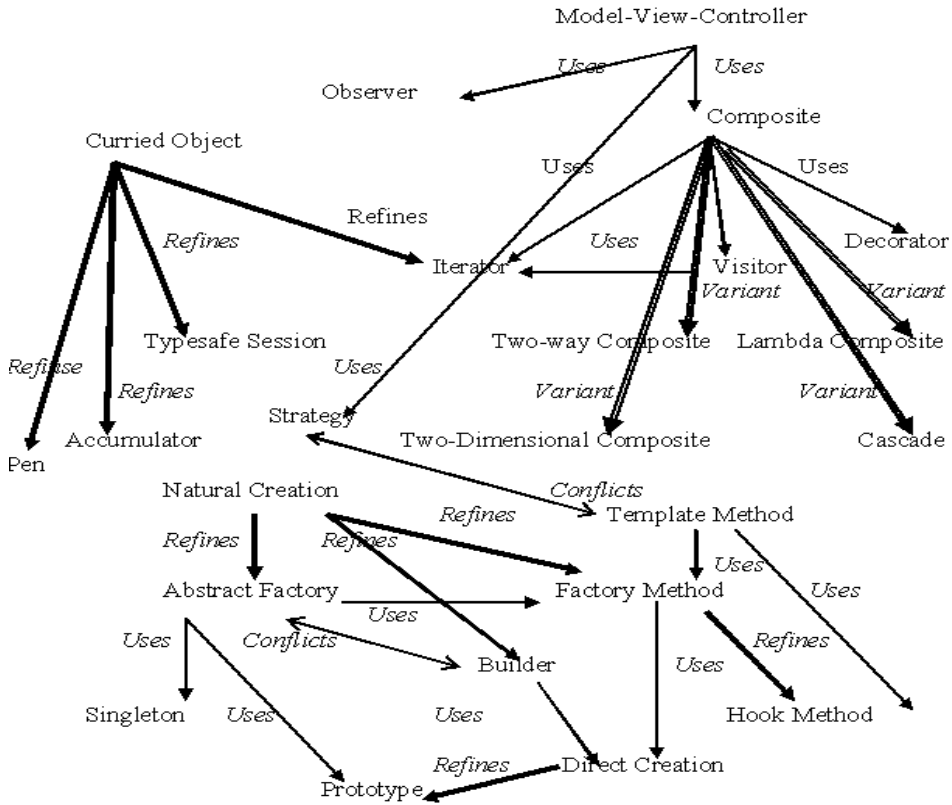 Model-View-Controller
Uses
Uses
Observer
Composite
Curried Object
Uses
Uses
Refines
Refines
Uses
Decorator
Iterator
Visitor
Variant
Variant
Typesafe Session
Two-way Composite
Lambda Composite
Refinse
Uses
Refines
Variant
Variant
Strategy
Accumulator
Two-Dimensional Composite
Cascade
Pen
Natural Creation
Conflicts
Refines
Template Method
Refines
Refines
Uses
Abstract Factory
Factory Method
Uses
Uses
Uses
Conflicts
Refines
Builder
Uses
Singleton
Uses
Uses
Hook Method
Refines
Direct Creation
Prototype